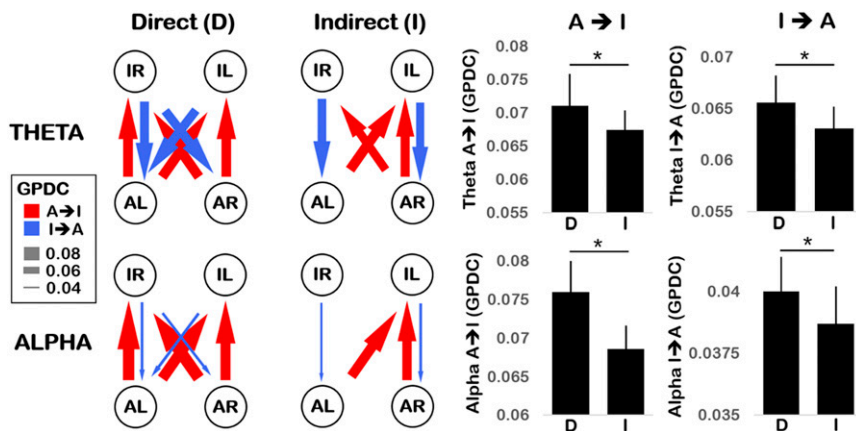 Direct (D)
Indirect (I)
A➔I
I➔A
THETA
IR
IL
AL
AR
IR
IL
AL
AR
GPDC
A➔I
I➔A
0.08
0.06
0.04
ALPHA
IR
IL
AL
AR
IR
IL
AL
AR
Theta A➔I (GPDC)
0.08
0.075
0.07
0.065
0.06
0.055
*
D
I
Theta I➔A (GPDC)
0.07
0.065
0.06
0.055
*
D
I
Alpha A➔I (GPDC)
0.08
0.075
0.07
0.065
0.06
*
D
I
Alpha I➔A (GPDC)
0.04
0.0375
0.035
*
D
I